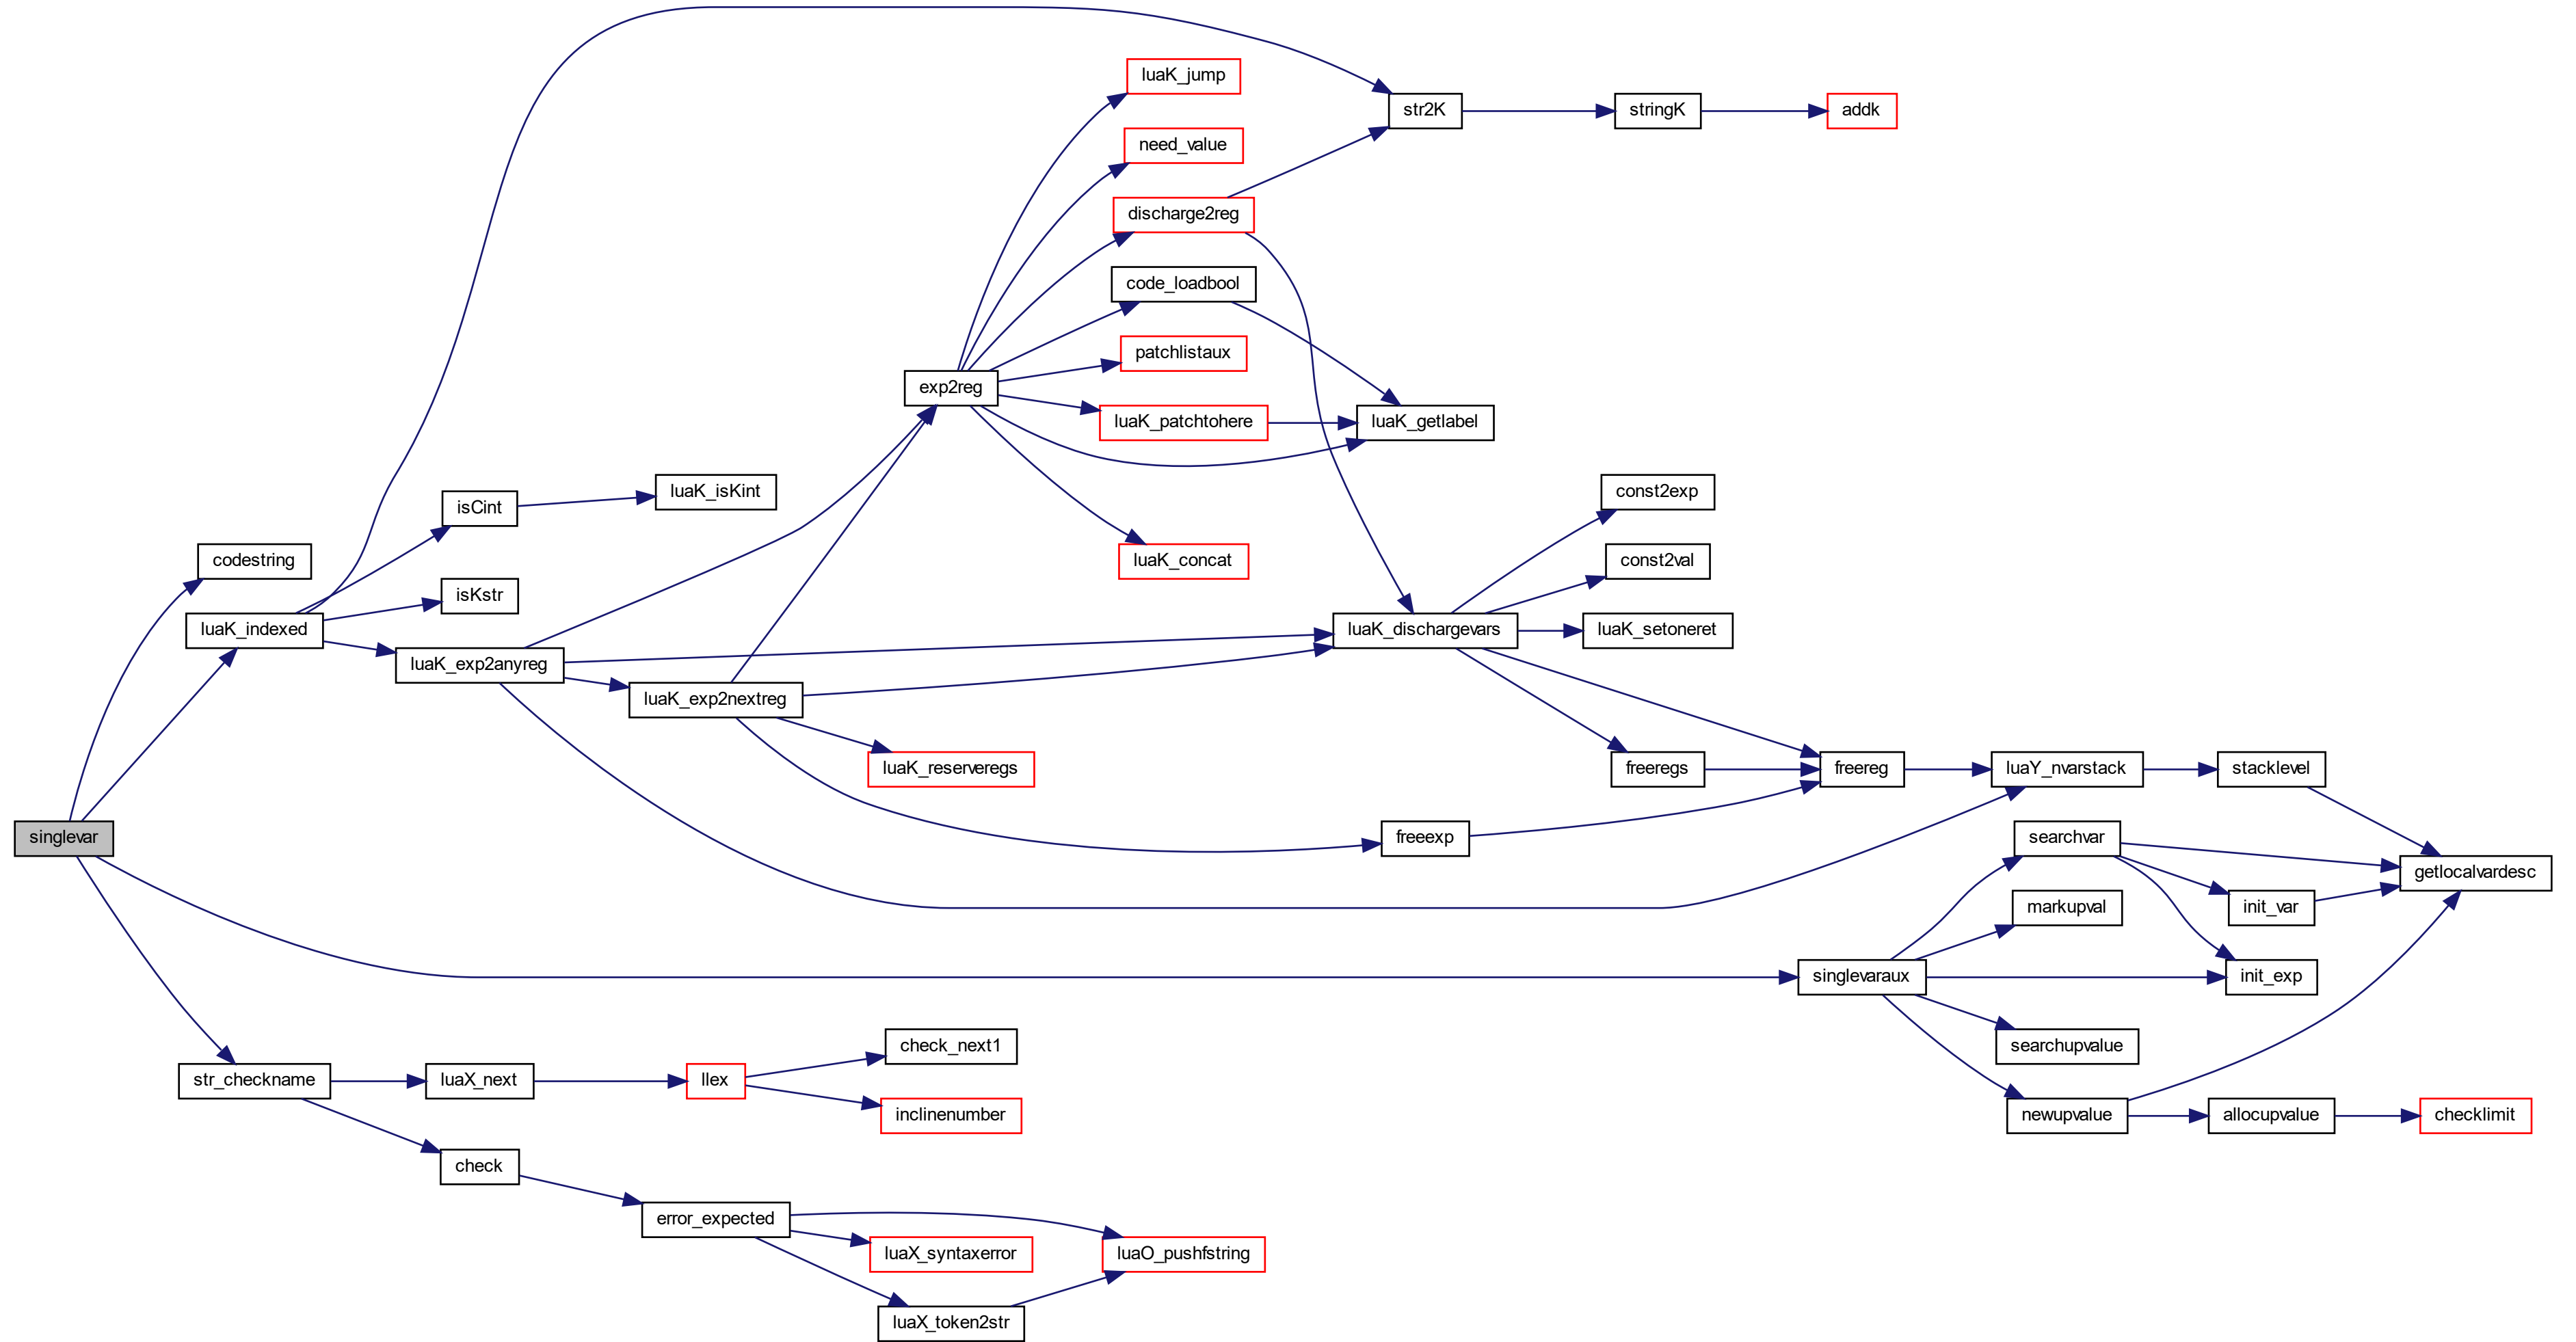 luaK_jump
str2K
stringK
addk
need_value
discharge2reg
code_loadbool
patchlistaux
exp2reg
luaK_patchtohere
luaK_getlabel
luaK_isKint
const2exp
isCint
codestring
luaK_concat
const2val
isKstr
luaK_indexed
luaK_dischargevars
luaK_setoneret
luaK_exp2anyreg
luaK_exp2nextreg
luaK_reserveregs
freeregs
freereg
luaY_nvarstack
stacklevel
singlevar
freeexp
searchvar
getlocalvardesc
markupval
init_var
singlevaraux
init_exp
check_next1
searchupvalue
str_checkname
luaX_next
llex
inclinenumber
newupvalue
allocupvalue
checklimit
check
error_expected
luaX_syntaxerror
luaO_pushfstring
luaX_token2str